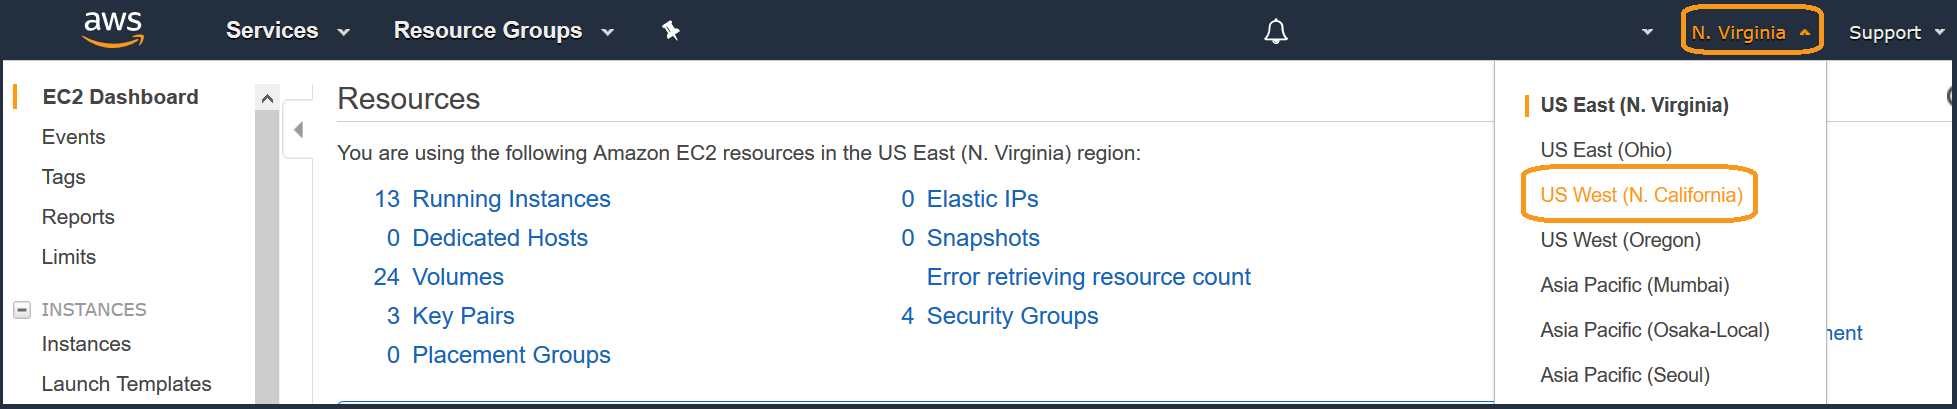 aws Services Resource Groups N. Virginia Support
EC2 Dashboard
Events
Tags
Reports
Limits
INSTANCES
Instances
Launch Templates
Resources
You are using the following Amazon EC2 resources in the US East (N. Virginia) region:
13 Running Instances 0 Elastic IPs
0 Dedicated Hosts 0 Snapshots
24 Volumes Error retrieving resource count
3 Key Pairs 4 Security Groups
0 Placement Groups
US East (N. Virginia)
US East (Ohio)
US West (N. California)
US West (Oregon)
Asia Pacific (Mumbai)
Asia Pacific (Osaka-Local)
Asia Pacific (Seoul)